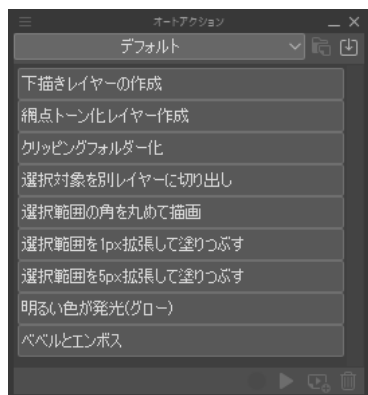 オートアクション
デフォルト
下描きレイヤーの作成
網点トーン化レイヤー作成
クリッピングフォルダー化
選択対象を別レイヤーに切り出し
選択範囲の角を丸めて描画
選択範囲を1px拡張して塗りつぶす
選択範囲を5px拡張して塗りつぶす
明るい色が発光(グロー)
ベベルとエンボス